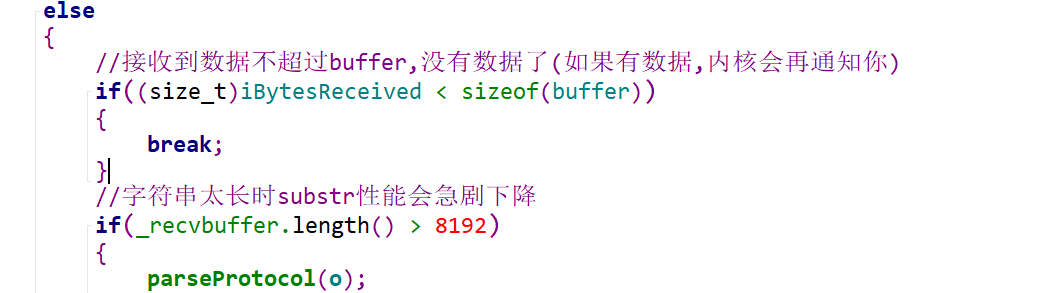 else
{
//接收到数据不超过buffer,没有数据了(如果有数据,内核会再通知你)
if((size_t)iBytesReceived < sizeof(buffer))
{
break;
}
//字符串太长时substr性能会急剧下降
if(_recvbuffer.length() > 8192)
{
parseProtocol(o);